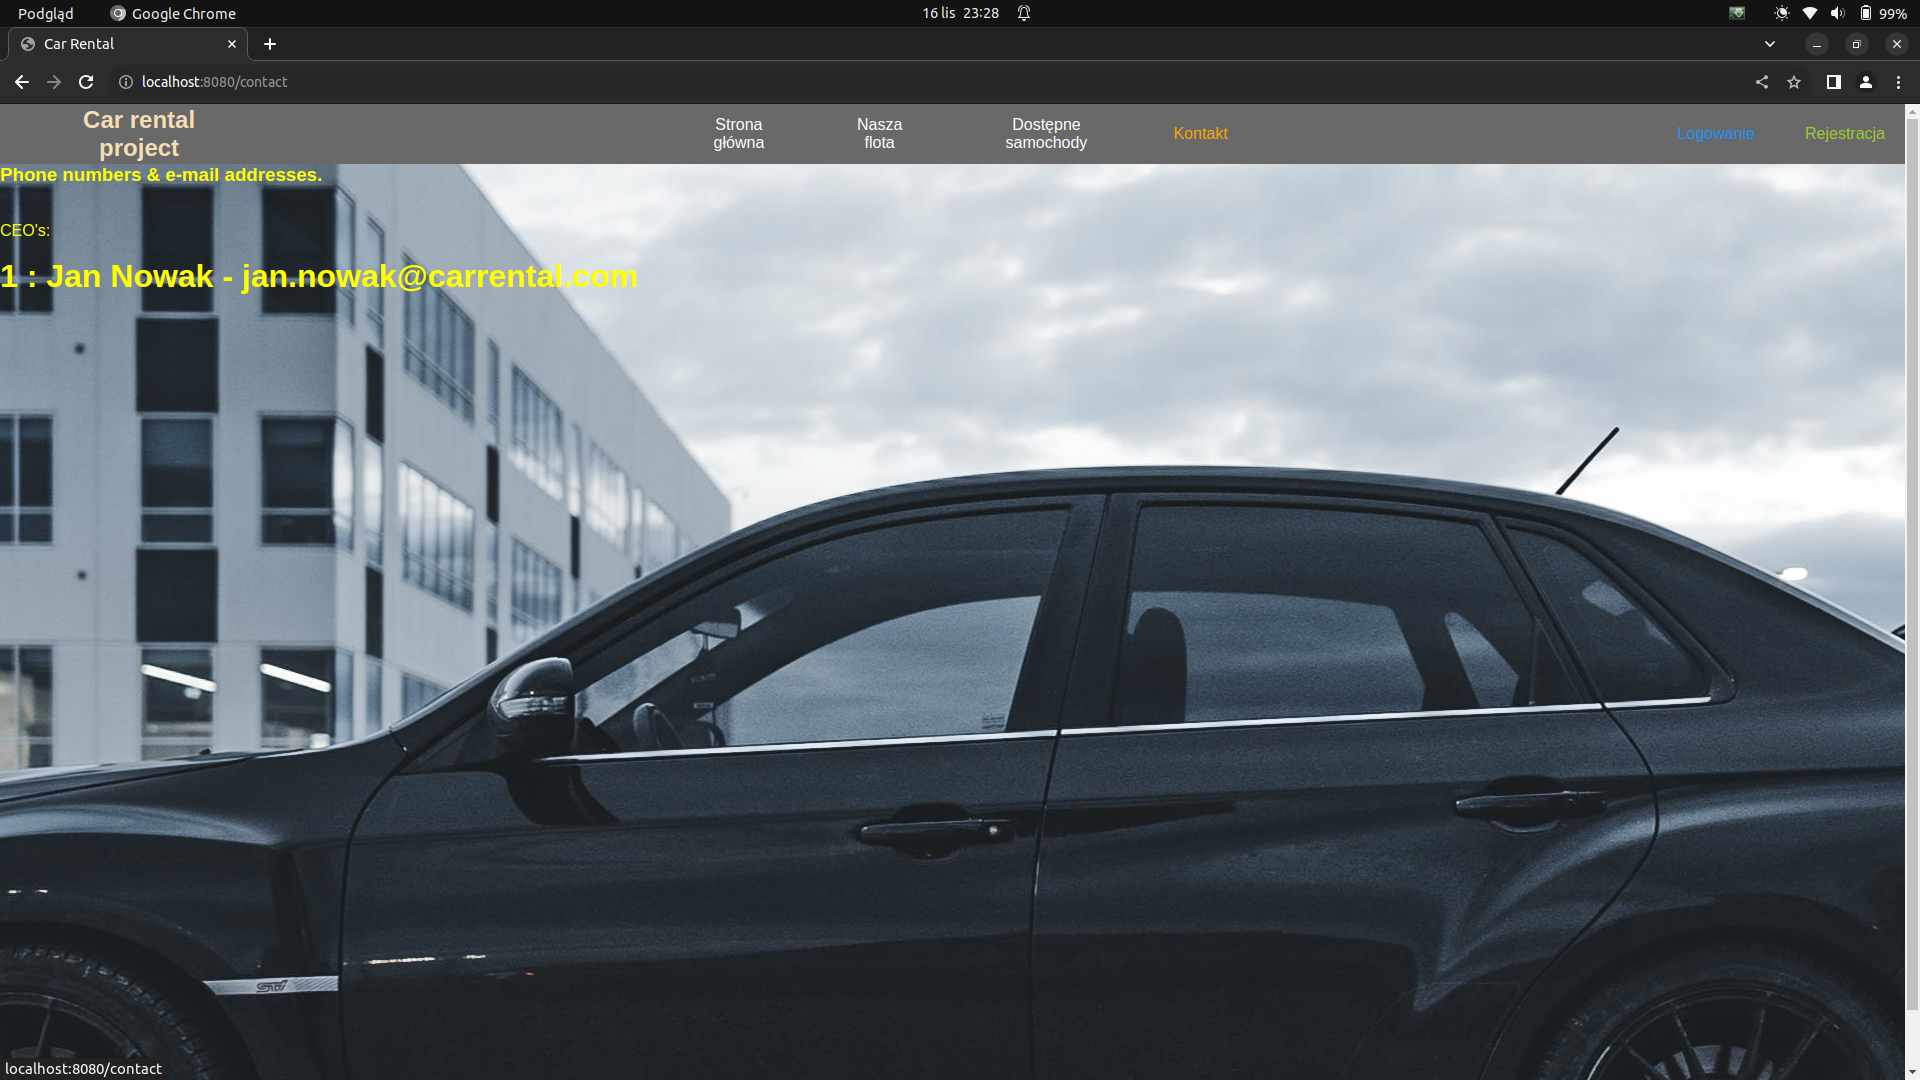 Podgląd
Google Chrome
16 lis 23:28
99%
Car Rental
localhost:8080/contact
Car rental
project
Strona
główna
Nasza
flota
Dostępne
samochody
Kontakt
Logowanie
Rejestracja
Phone numbers & e-mail addresses.
CEO's:
1 : Jan Nowak - jan.nowak@carrental.com
STi
localhost:8080/contact